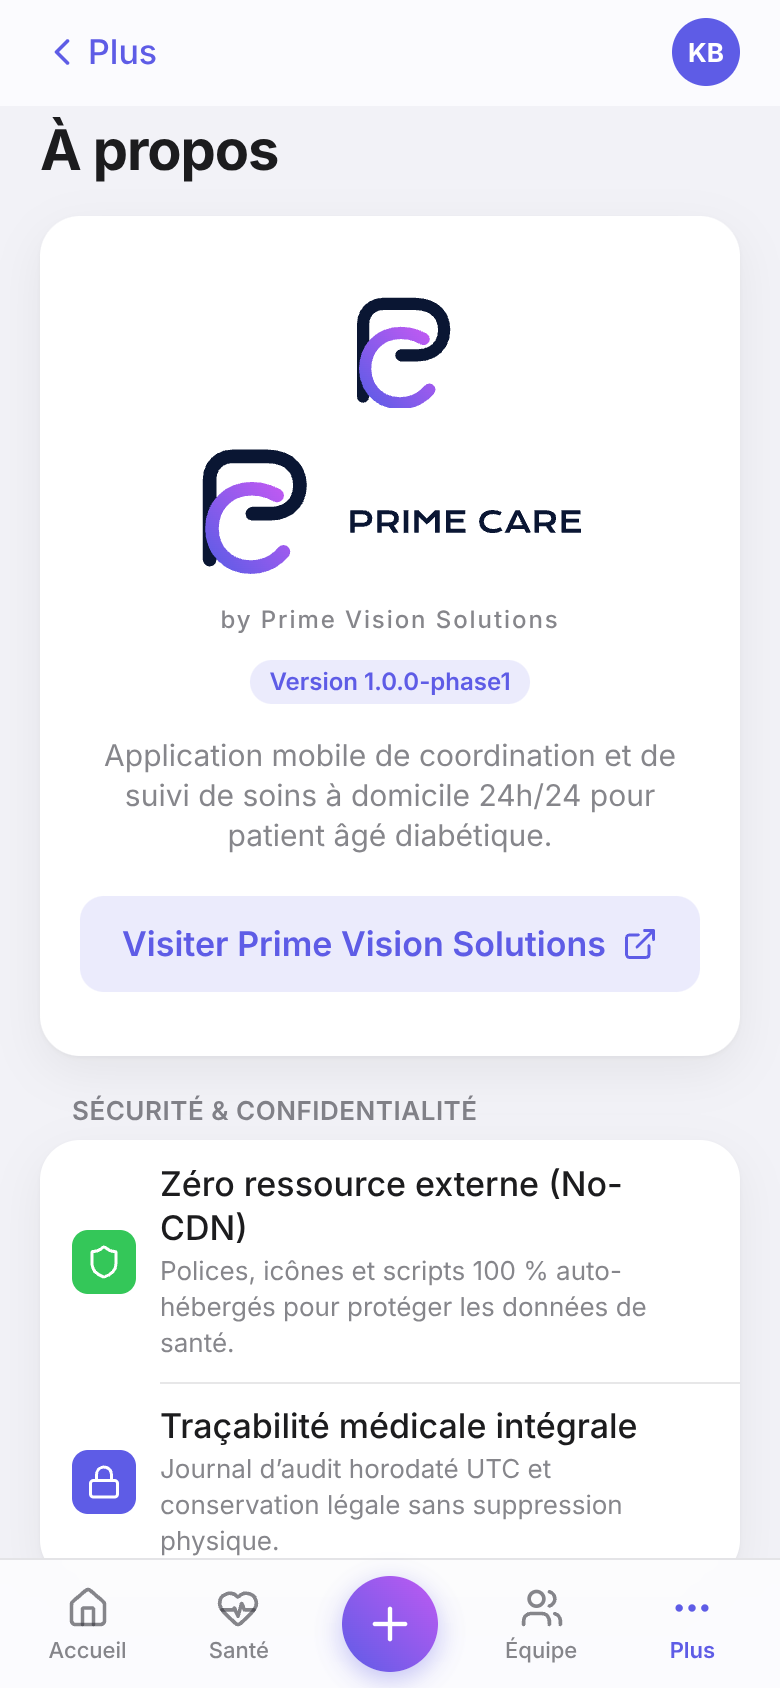 Plus
KB
À propos
PRIME CARE
by Prime Vision Solutions
Version 1.0.0-phase1
Application mobile de coordination et de
suivi de soins à domicile 24h/24 pour
patient âgé diabétique.
Visiter Prime Vision Solutions
SÉCURITÉ & CONFIDENTIALITÉ
Zéro ressource externe (No-
CDN)
Polices, icônes et scripts 100 % auto-
hébergés pour protéger les données de
santé.
Traçabilité médicale intégrale
Journal d’audit horodaté UTC et
conservation légale sans suppression
physique.
Accueil
Santé
Équipe
Plus